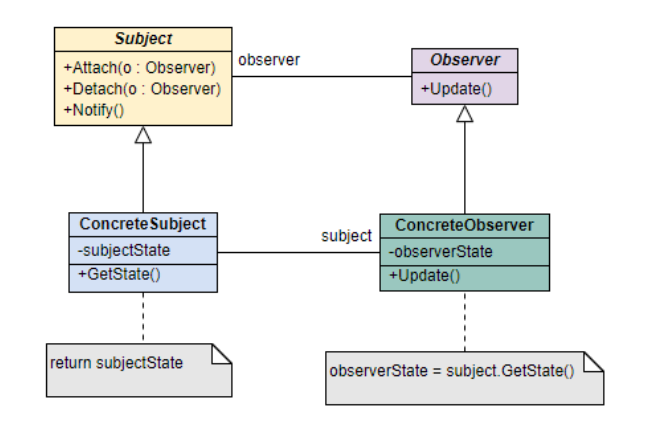 Subject
+Attach(o : Observer)
+Detach(o : Observer)
+Notify()
observer
Observer
+Update()
ConcreteSubject
-subjectState
+GetState()
subject
ConcreteObserver
-observerState
+Update()
return subjectState
observerState = subject.GetState()